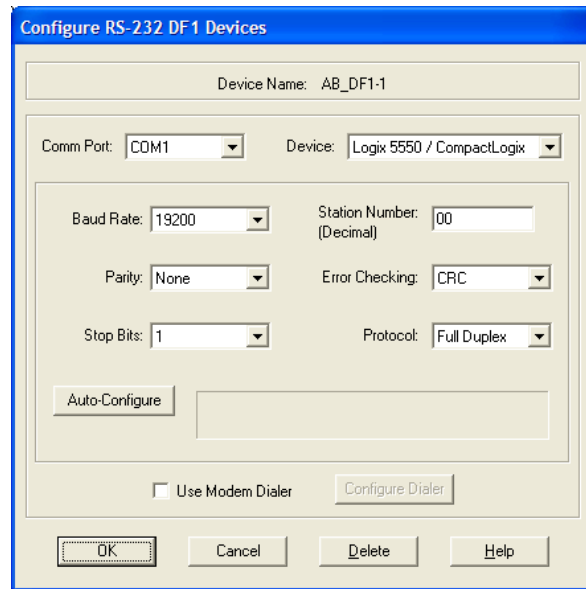 Configure RS-232 DF1 Devices
Device Name: AB_DF1-1
Comm Port: COM1 Device: Logix 5550 / CompactLogix
Baud Rate: 19200 Station Number: 00
(Decimal)
Parity: None Error Checking: CRC
Stop Bits: 1 Protocol: Full Duplex
Auto-Configure
Use Modem Dialer Configure Dialer
OK Cancel Delete Help